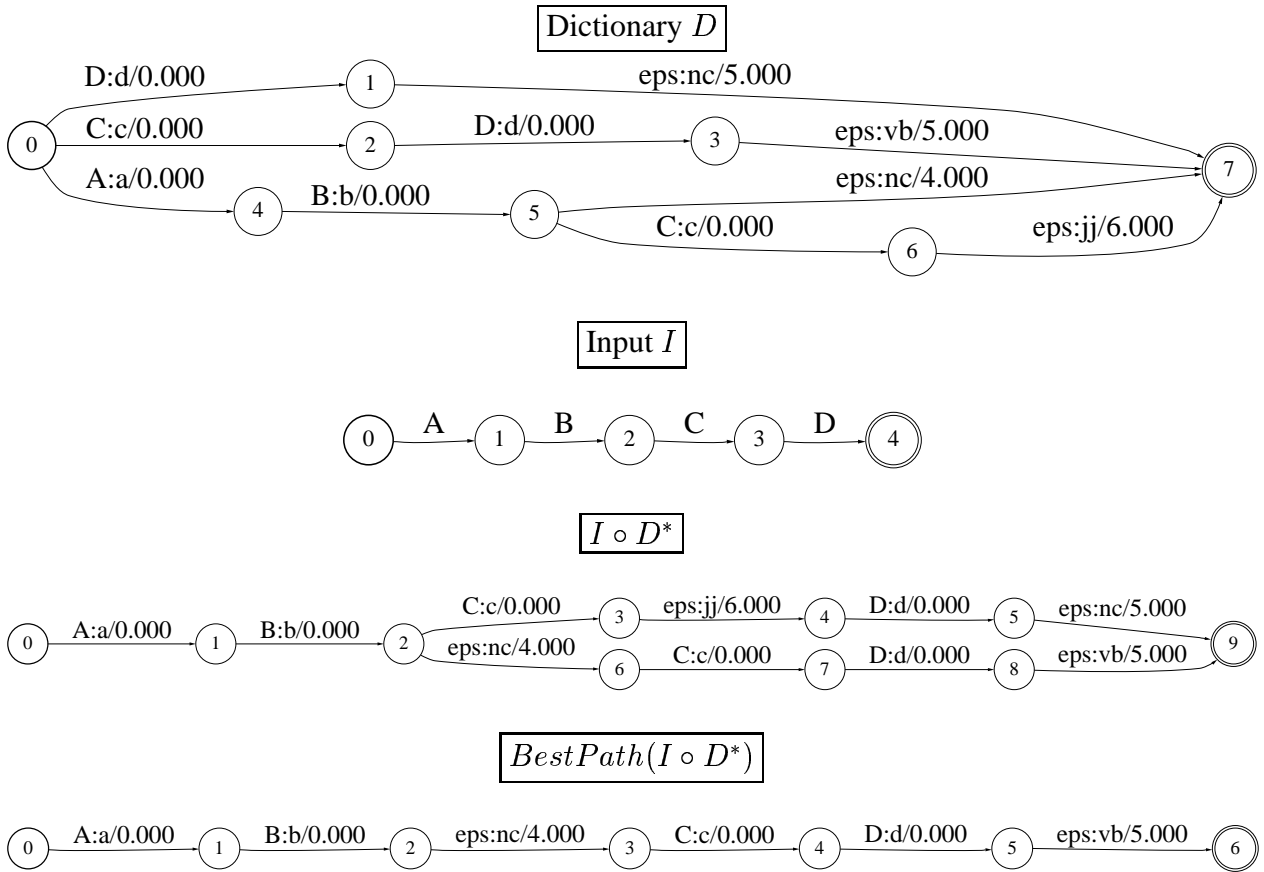 Dictionary D
D:d/0.000
1
eps:nc/5.000
0
C:c/0.000
2
D:d/0.000
3
eps:vb/5.000
7
A:a/0.000
4
B:b/0.000
5
eps:nc/4.000
C:c/0.000
6
eps:jj/6.000
Input I
0 A 1 B 2 C 3 D 4
I ∘ D*
0 A:a/0.000 1 B:b/0.000 2
C:c/0.000 3 eps:jj/6.000 4 D:d/0.000 5 eps:nc/5.000
eps:nc/4.000 6 C:c/0.000 7 D:d/0.000 8 eps:vb/5.000
9
BestPath(I ∘ D*)
0 A:a/0.000 1 B:b/0.000 2 eps:nc/4.000 3 C:c/0.000 4 D:d/0.000 5 eps:vb/5.000 6